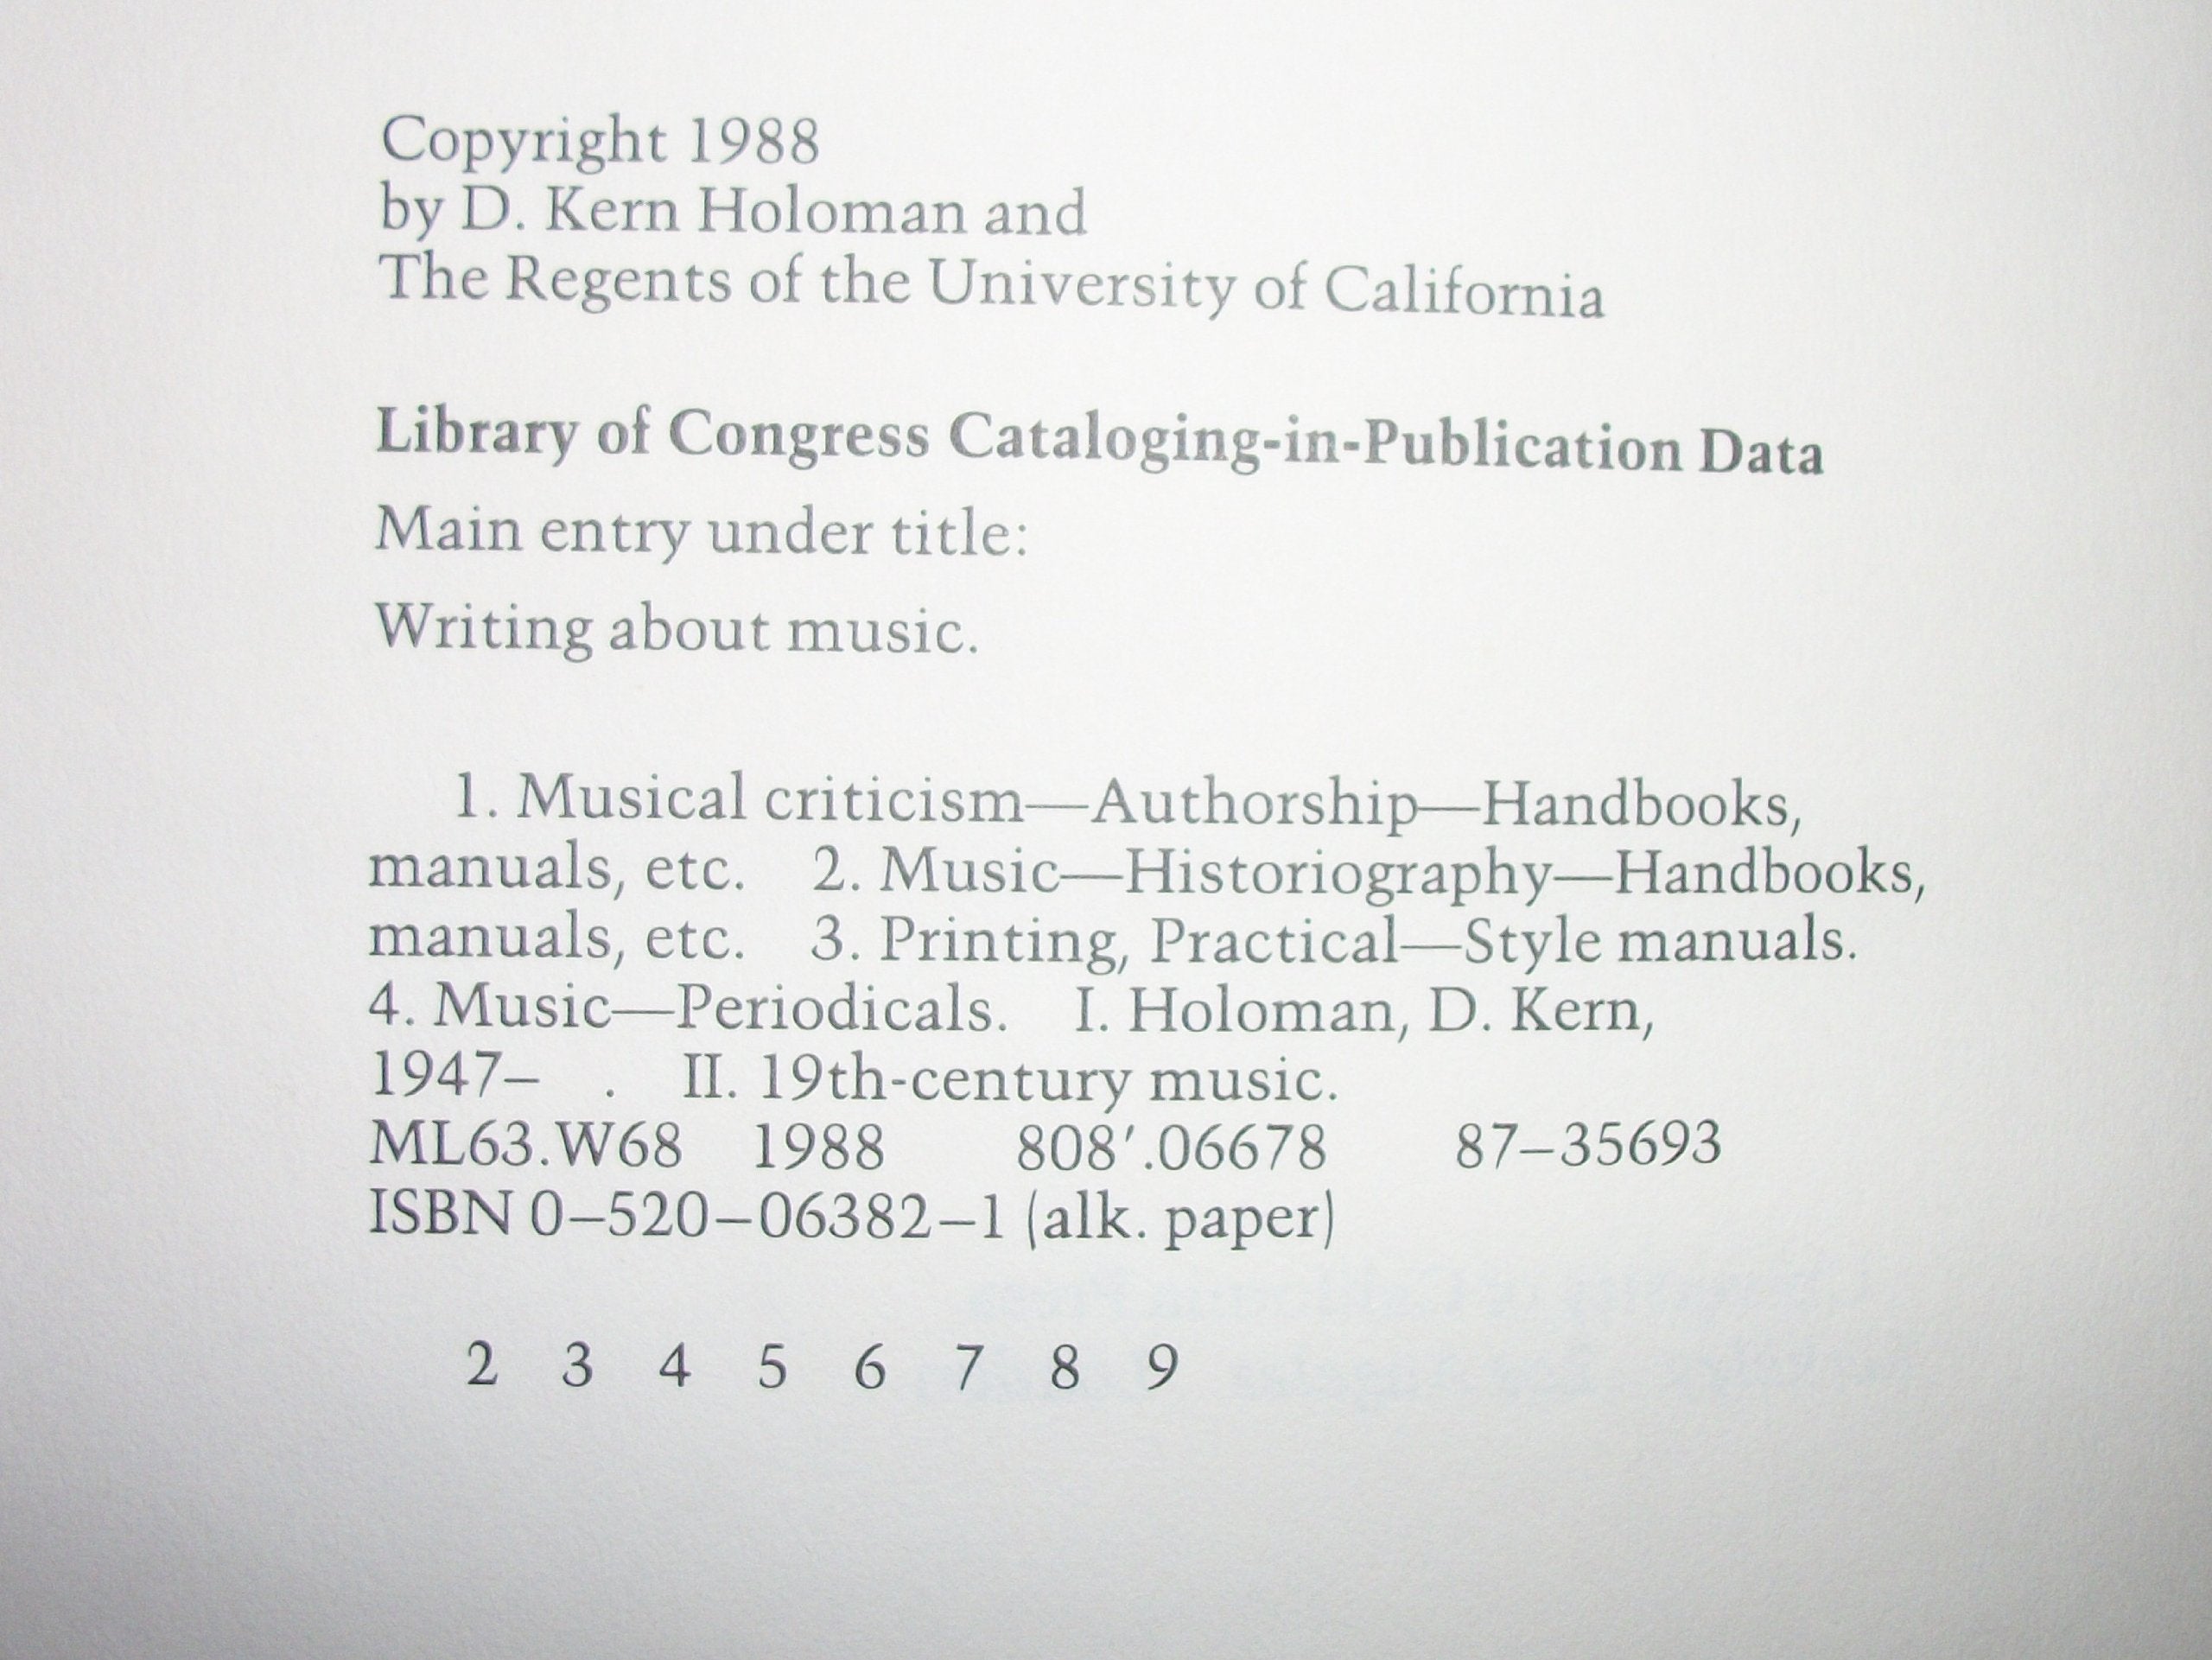 Copyright 1988
by D. Kern Holoman and
The Regents of the University of California
Library of Congress Cataloging-in-Publication Data
Main entry under title:
Writing about music.
1. Musical criticism—Authorship—Handbooks,
manuals, etc. 2. Music—Historiography—Handbooks,
manuals, etc. 3. Printing, Practical—Style manuals.
4. Music—Periodicals. I. Holoman, D. Kern,
1947– . II. 19th-century music.
ML63.W68 1988 808′.06678 87–35693
ISBN 0–520–06382–1 (alk. paper)
2 3 4 5 6 7 8 9